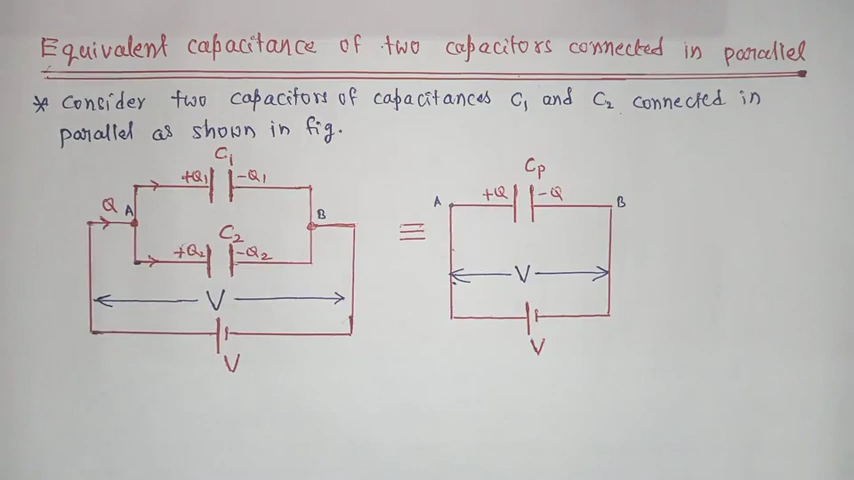 Equivalent capacitance of two capacitors connected in parallel
* Consider two capacitors of capacitances C₁ and C₂ connected in
parallel as shown in fig.
C₁
+Q₁ -Q₁
Q A B
C₂
+Q₂ -Q₂
V
V
≡
Cp
A +Q -Q B
V
V